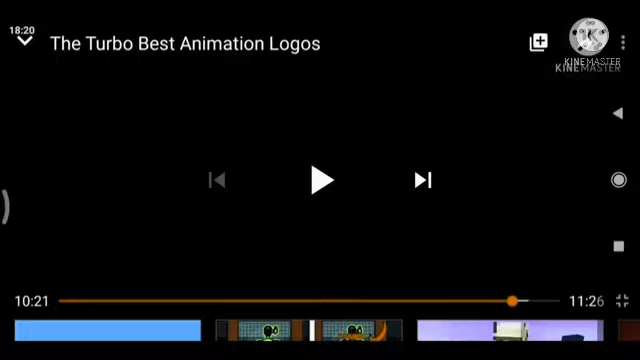 18:20
The Turbo Best Animation Logos
KINEMASTER
KINEMASTER
10:21
11:26